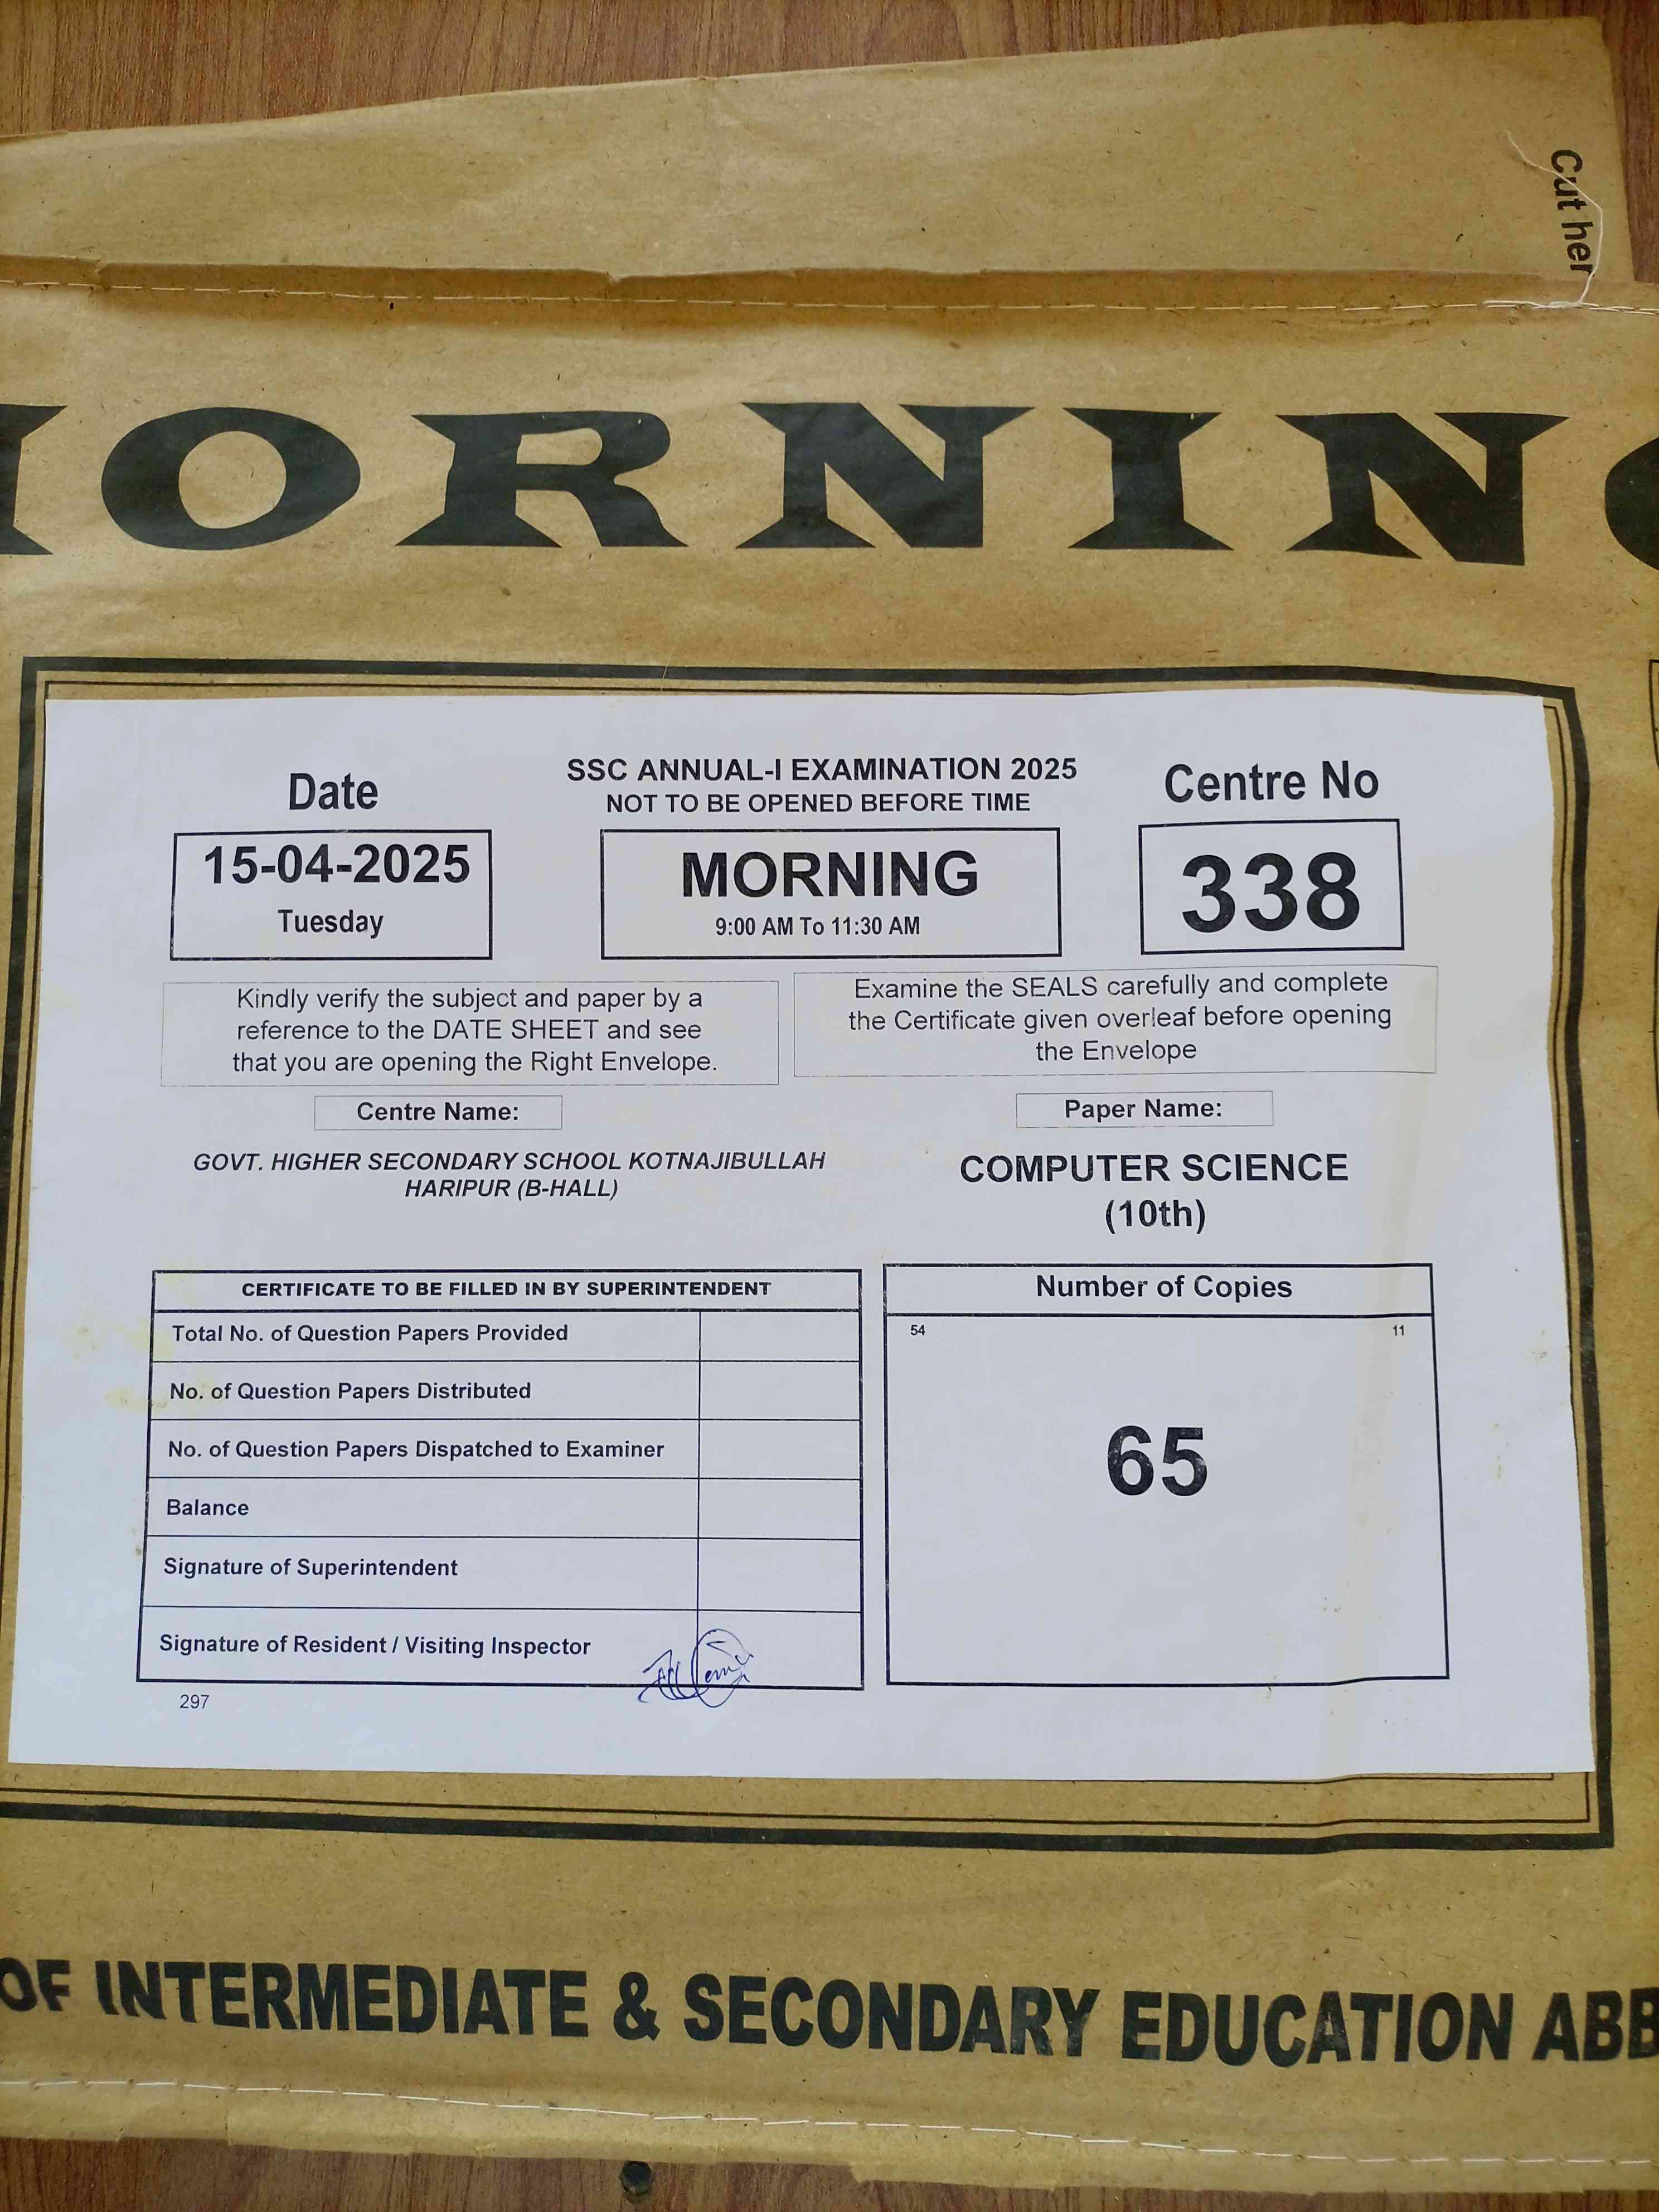 Cut her
ORNIN
Date
SSC ANNUAL-I EXAMINATION 2025
NOT TO BE OPENED BEFORE TIME
Centre No
15-04-2025
Tuesday
MORNING
9:00 AM To 11:30 AM
338
Kindly verify the subject and paper by a
reference to the DATE SHEET and see
that you are opening the Right Envelope.
Examine the SEALS carefully and complete
the Certificate given overleaf before opening
the Envelope
Centre Name:
Paper Name:
GOVT. HIGHER SECONDARY SCHOOL KOTNAJIBULLAH
HARIPUR (B-HALL)
COMPUTER SCIENCE
(10th)
CERTIFICATE TO BE FILLED IN BY SUPERINTENDENT
Total No. of Question Papers Provided
No. of Question Papers Distributed
No. of Question Papers Dispatched to Examiner
Balance
Signature of Superintendent
Signature of Resident / Visiting Inspector
297
Number of Copies
54 11
65
OF INTERMEDIATE & SECONDARY EDUCATION ABB